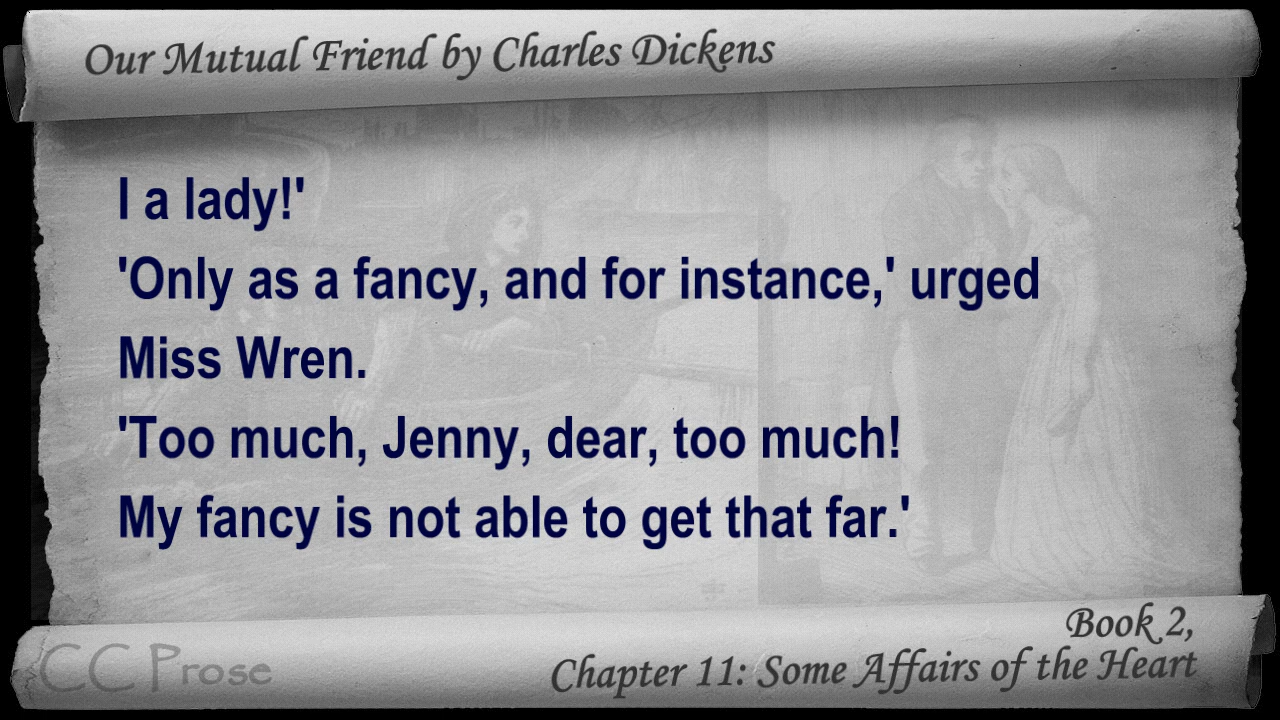 Our Mutual Friend by Charles Dickens
I a lady!'
'Only as a fancy, and for instance,' urged
Miss Wren.
'Too much, Jenny, dear, too much!
My fancy is not able to get that far.'
Book 2,
Chapter 11: Some Affairs of the Heart
CC Prose